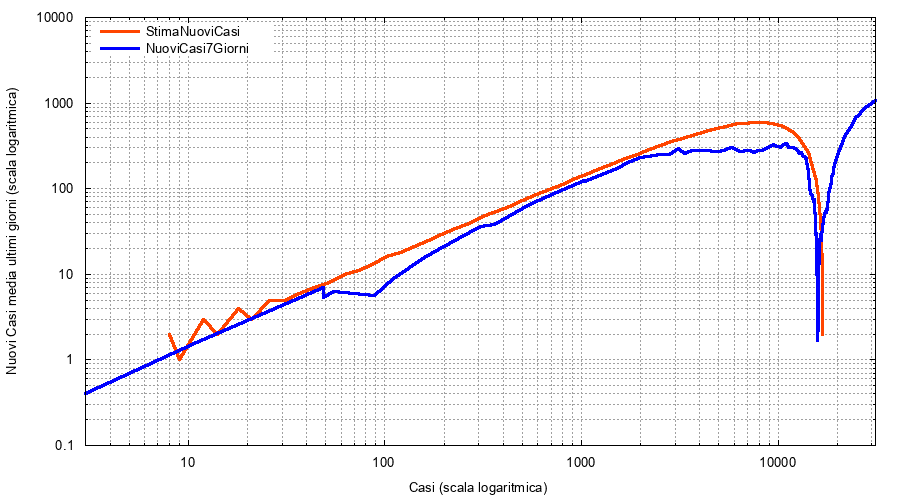 10000
1000
100
10
1
0.1
StimaNuoviCasi
NuoviCasi7Giorni
Nuovi Casi media ultimi giorni (scala logaritmica)
10
100
1000
10000
Casi (scala logaritmica)